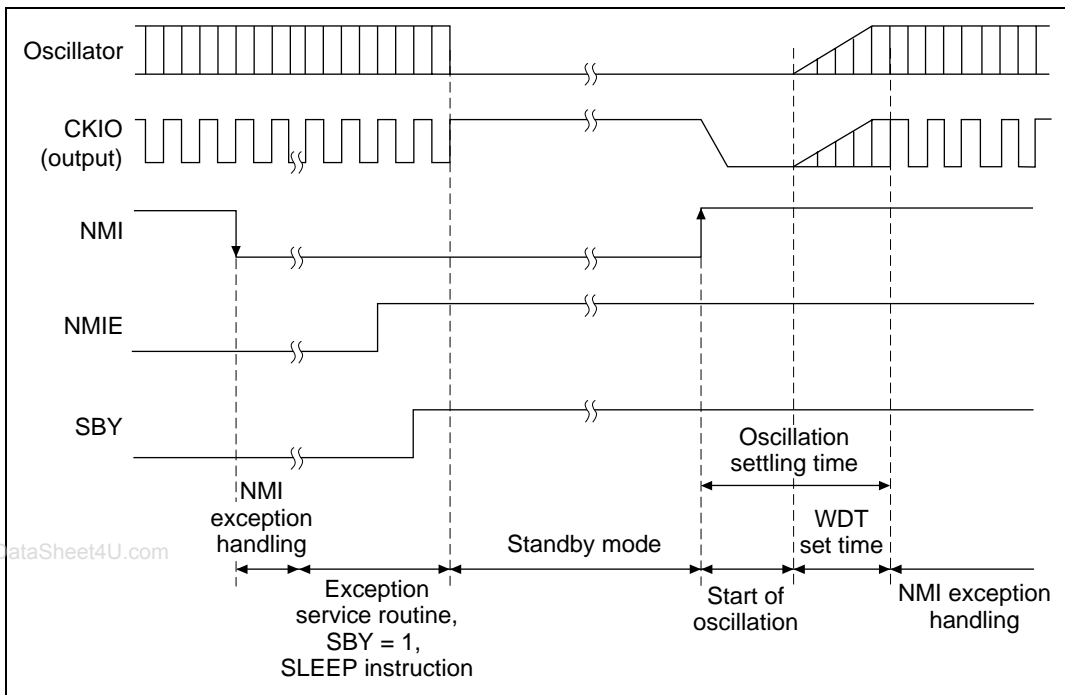 Oscillator
CKIO
(output)
NMI
NMIE
SBY
Oscillation
settling time
NMI
exception
handling
WDT
set time
Standby mode
DataSheet4U.com
Exception
service routine,
SBY = 1,
SLEEP instruction
Start of
oscillation
NMI exception
handling